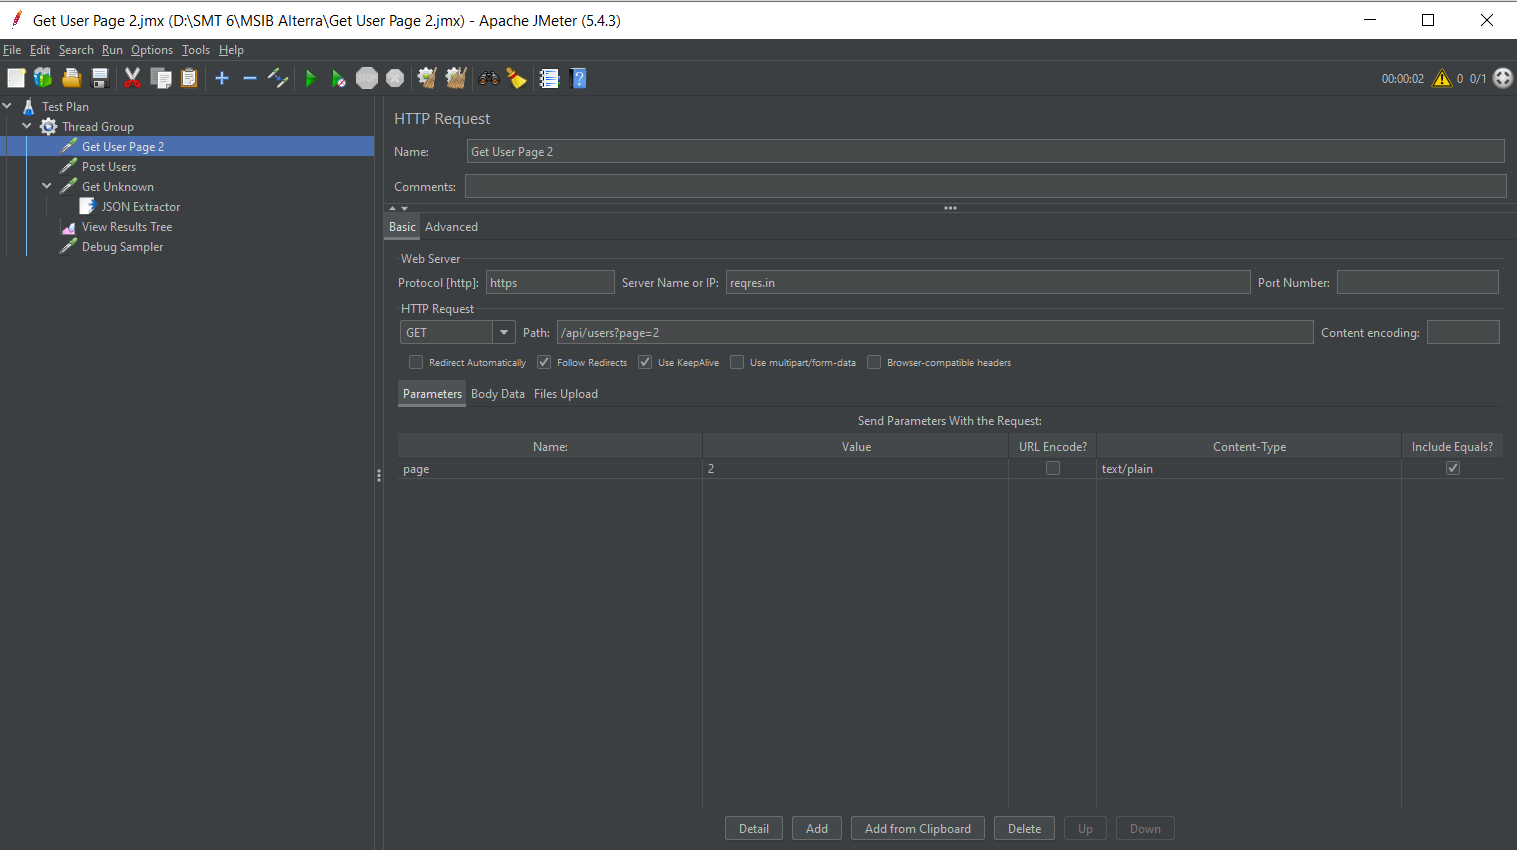 Get User Page 2.jmx (D:\SMT 6\MSIB Alterra\Get User Page 2.jmx) - Apache JMeter (5.4.3)
File Edit Search Run Options Tools Help
STOP
?
00:00:02 0 0/1
Test Plan
Thread Group
Get User Page 2
Post Users
Get Unknown
JSON Extractor
View Results Tree
Debug Sampler
HTTP Request
Name: Get User Page 2
Comments:
Basic Advanced
Web Server
Protocol [http]: https Server Name or IP: reqres.in Port Number:
HTTP Request
GET Path: /api/users?page=2 Content encoding:
Redirect Automatically Follow Redirects Use KeepAlive Use multipart/form-data Browser-compatible headers
Parameters Body Data Files Upload
Send Parameters With the Request:
Name: Value URL Encode? Content-Type Include Equals?
page 2 text/plain
Detail Add Add from Clipboard Delete Up Down